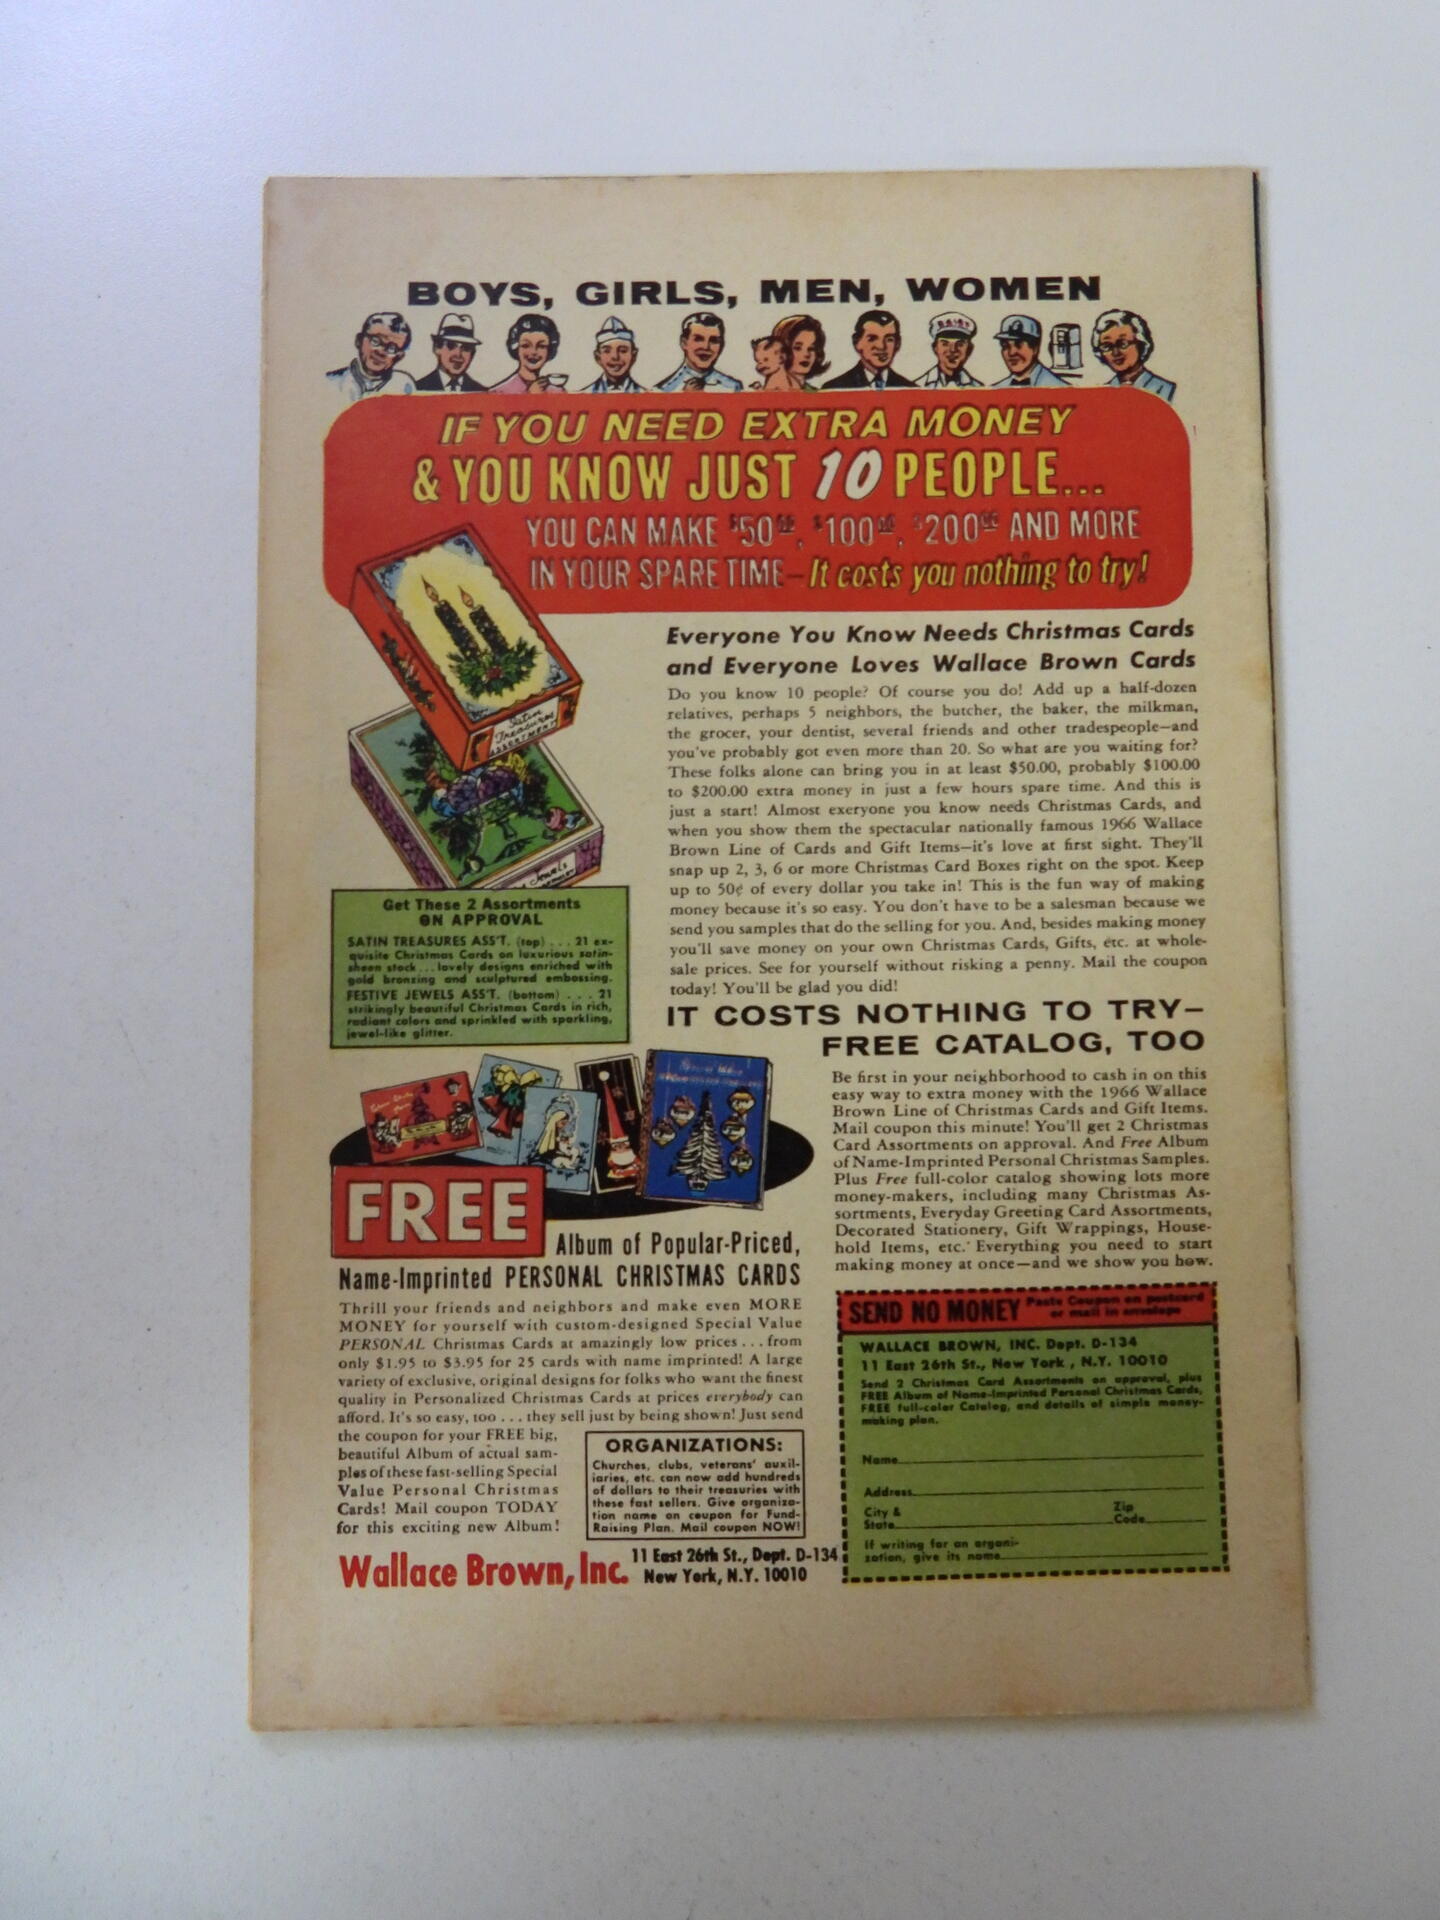 BOYS, GIRLS, MEN, WOMEN
IF YOU NEED EXTRA MONEY
& YOU KNOW JUST 10 PEOPLE...
YOU CAN MAKE $50.00, $100.00, $200.00 AND MORE
IN YOUR SPARE TIME—It costs you nothing to try!
Satin
Treasures
ASSORTMENT
Jewels
Everyone You Know Needs Christmas Cards
and Everyone Loves Wallace Brown Cards
Do you know 10 people? Of course you do! Add up a half-dozen
relatives, perhaps 5 neighbors, the butcher, the baker, the milkman,
the grocer, your dentist, several friends and other tradespeople—and
you've probably got even more than 20. So what are you waiting for?
These folks alone can bring you in at least $50.00, probably $100.00
to $200.00 extra money in just a few hours spare time. And this is
just a start! Almost exeryone you know needs Christmas Cards, and
when you show them the spectacular nationally famous 1966 Wallace
Brown Line of Cards and Gift Items—it's love at first sight. They'll
snap up 2, 3, 6 or more Christmas Card Boxes right on the spot. Keep
up to 50¢ of every dollar you take in! This is the fun way of making
money because it's so easy. You don't have to be a salesman because we
send you samples that do the selling for you. And, besides making money
you'll save money on your own Christmas Cards, Gifts, etc. at whole-
sale prices. See for yourself without risking a penny. Mail the coupon
today! You'll be glad you did!
Get These 2 Assortments
ON APPROVAL
SATIN TREASURES ASS'T. (top) . . . 21 ex-
quisite Christmas Cards on luxurious satin-
sheen stock . . . lovely designs enriched with
gold bronzing and sculptured embossing.
FESTIVE JEWELS ASS'T. (bottom) . . . 21
strikingly beautiful Christmas Cards in rich,
radiant colors and sprinkled with sparkling,
jewel-like glitter.
IT COSTS NOTHING TO TRY—
FREE CATALOG, TOO
Be first in your neighborhood to cash in on this
easy way to extra money with the 1966 Wallace
Brown Line of Christmas Cards and Gift Items.
Mail coupon this minute! You'll get 2 Christmas
Card Assortments on approval. And Free Album
of Name-Imprinted Personal Christmas Samples.
Plus Free full-color catalog showing lots more
money-makers, including many Christmas As-
sortments, Everyday Greeting Card Assortments,
Decorated Stationery, Gift Wrappings, House-
hold Items, etc. Everything you need to start
making money at once—and we show you how.
FREE
Album of Popular-Priced,
Name-Imprinted PERSONAL CHRISTMAS CARDS
Thrill your friends and neighbors and make even MORE
MONEY for yourself with custom-designed Special Value
PERSONAL Christmas Cards at amazingly low prices . . . from
only $1.95 to $3.95 for 25 cards with name imprinted! A large
variety of exclusive, original designs for folks who want the finest
quality in Personalized Christmas Cards at prices everybody can
afford. It's so easy, too . . . they sell just by being shown! Just send
the coupon for your FREE big,
beautiful Album of actual sam-
ples of these fast-selling Special
Value Personal Christmas
Cards! Mail coupon TODAY
for this exciting new Album!
ORGANIZATIONS:
Churches, clubs, veterans' auxil-
iaries, etc. can now add hundreds
of dollars to their treasuries with
these fast sellers. Give organiza-
tion name on coupon for Fund-
Raising Plan. Mail coupon NOW!
Wallace Brown, Inc. 11 East 26th St., Dept. D-134
New York, N.Y. 10010
SEND NO MONEY Paste Coupon on postcard
or mail in envelope
WALLACE BROWN, INC. Dept. D-134
11 East 26th St., New York , N.Y. 10010
Send 2 Christmas Card Assortments on approval, plus
FREE Album of Name-Imprinted Personal Christmas Cards,
FREE full-color Catalog, and details of simple money-
making plan.
Name
Address
City &
State
Zip
Code
If writing for an organi-
zation, give its name